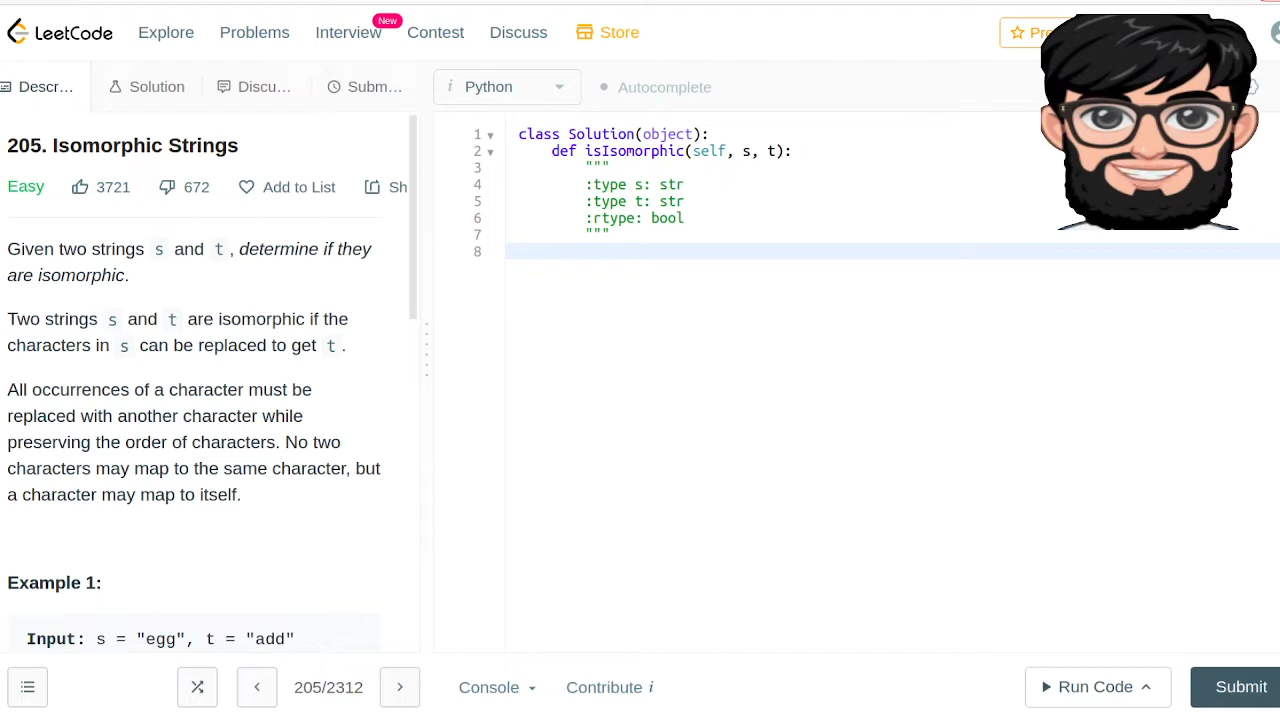 LeetCode Explore Problems Interview New Contest Discuss Store
Descr... Solution Discu... Subm...
i Python Autocomplete
205. Isomorphic Strings
Easy 3721 672 Add to List Sh
Given two strings s and t, determine if they
are isomorphic.
Two strings s and t are isomorphic if the
characters in s can be replaced to get t.
All occurrences of a character must be
replaced with another character while
preserving the order of characters. No two
characters may map to the same character, but
a character may map to itself.
Example 1:
Input: s = "egg", t = "add"
1 class Solution(object):
2 def isIsomorphic(self, s, t):
3 """
4 :type s: str
5 :type t: str
6 :rtype: bool
7 """
8
205/2312 Console Contribute i Run Code Submit